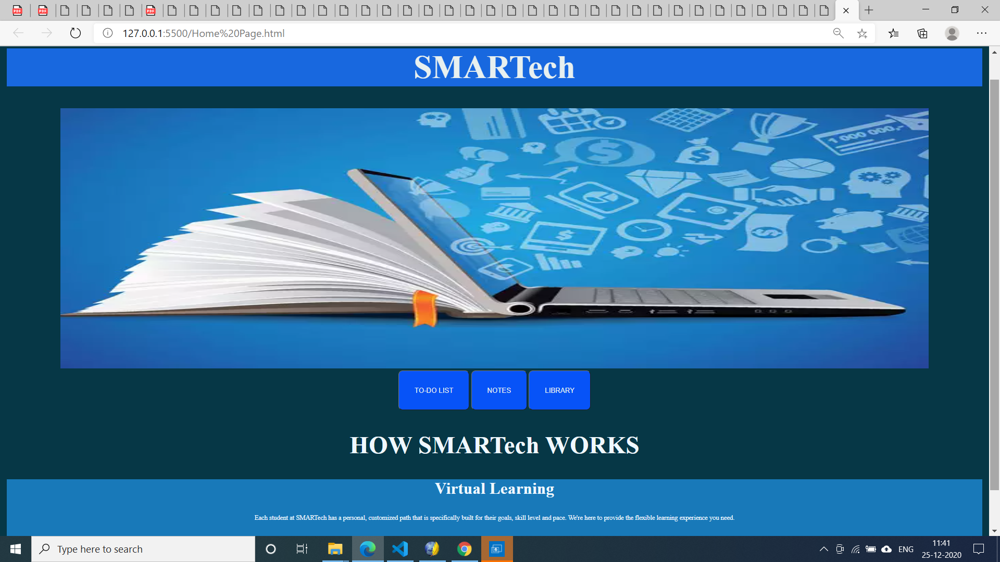 PDF PDF PDF
127.0.0.1:5500/Home%20Page.html
SMARTech
1 000 000,-
$
$
$
$
TO-DO LIST NOTES LIBRARY
HOW SMARTech WORKS
Virtual Learning
Each student at SMARTech has a personal, customized path that is specifically built for their goals, skill level and pace. We're here to provide the flexible learning experience you need.
Type here to search
ENG
11:41
25-12-2020